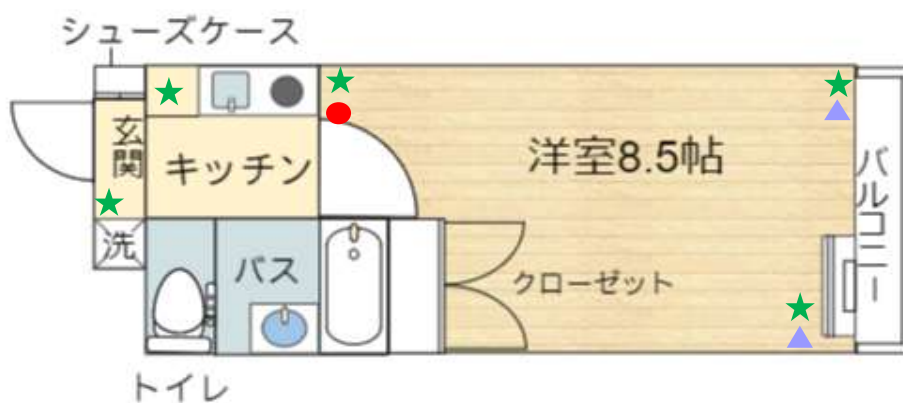 シューズケース
玄関
キッチン
洋室8.5帖
バルコニー
洗
バス
クローゼット
トイレ